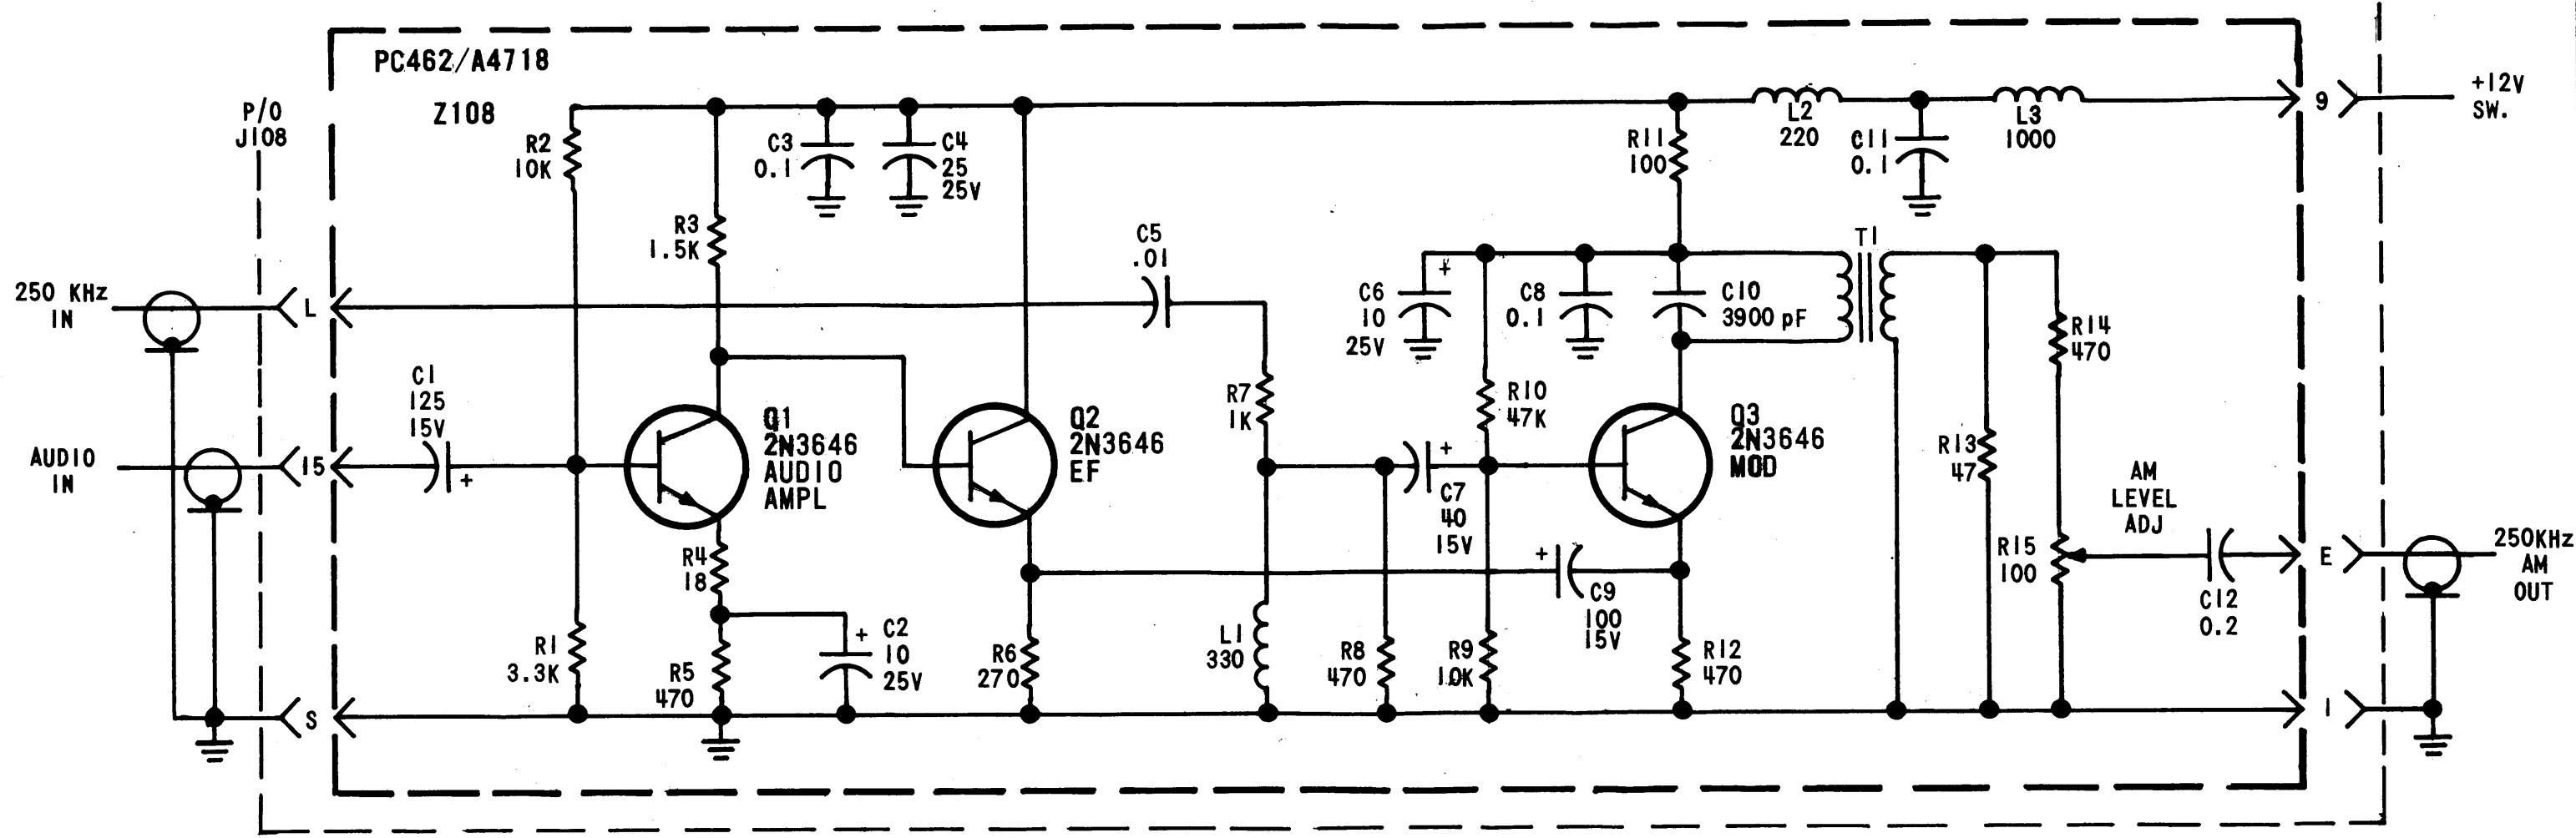 PC462/A4718
Z108
P/O
J108
+12V
SW.
9
L2
220
L3
1000
C11
0.1
R11
100
R2
10K
C3
0.1
C4
25
25V
R3
1.5K
C5
.01
T1
250 KHz
IN
L
C6
10
25V
C8
0.1
C10
3900 pF
R14
470
C1
125
15V
R7
1K
R10
47K
Q1
2N3646
AUDIO
AMPL
Q2
2N3646
EF
Q3
2N3646
MOD
R13
47
AUDIO
IN
15
+
+
+
C7
40
15V
AM
LEVEL
ADJ
R4
18
+
C9
100
15V
R15
100
E
250KHz
AM
OUT
C12
0.2
R1
3.3K
+
C2
10
25V
R5
470
R6
270
L1
330
R8
470
R9
10K
R12
470
S
1